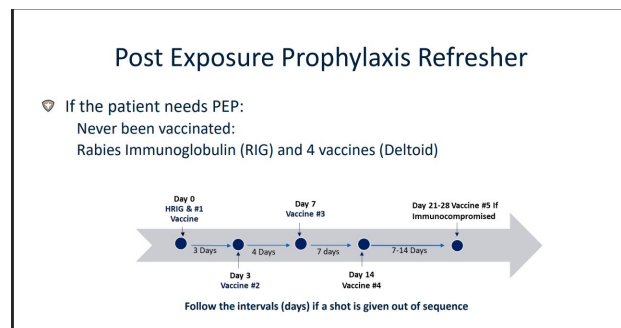 Post Exposure Prophylaxis Refresher
If the patient needs PEP:
Never been vaccinated:
Rabies Immunoglobulin (RIG) and 4 vaccines (Deltoid)
Day 0
HRIG & #1
Vaccine
Day 7
Vaccine #3
Day 21-28 Vaccine #5 If
Immunocompromised
3 Days
4 Days
7 days
7-14 Days
Day 3
Vaccine #2
Day 14
Vaccine #4
Follow the intervals (days) if a shot is given out of sequence